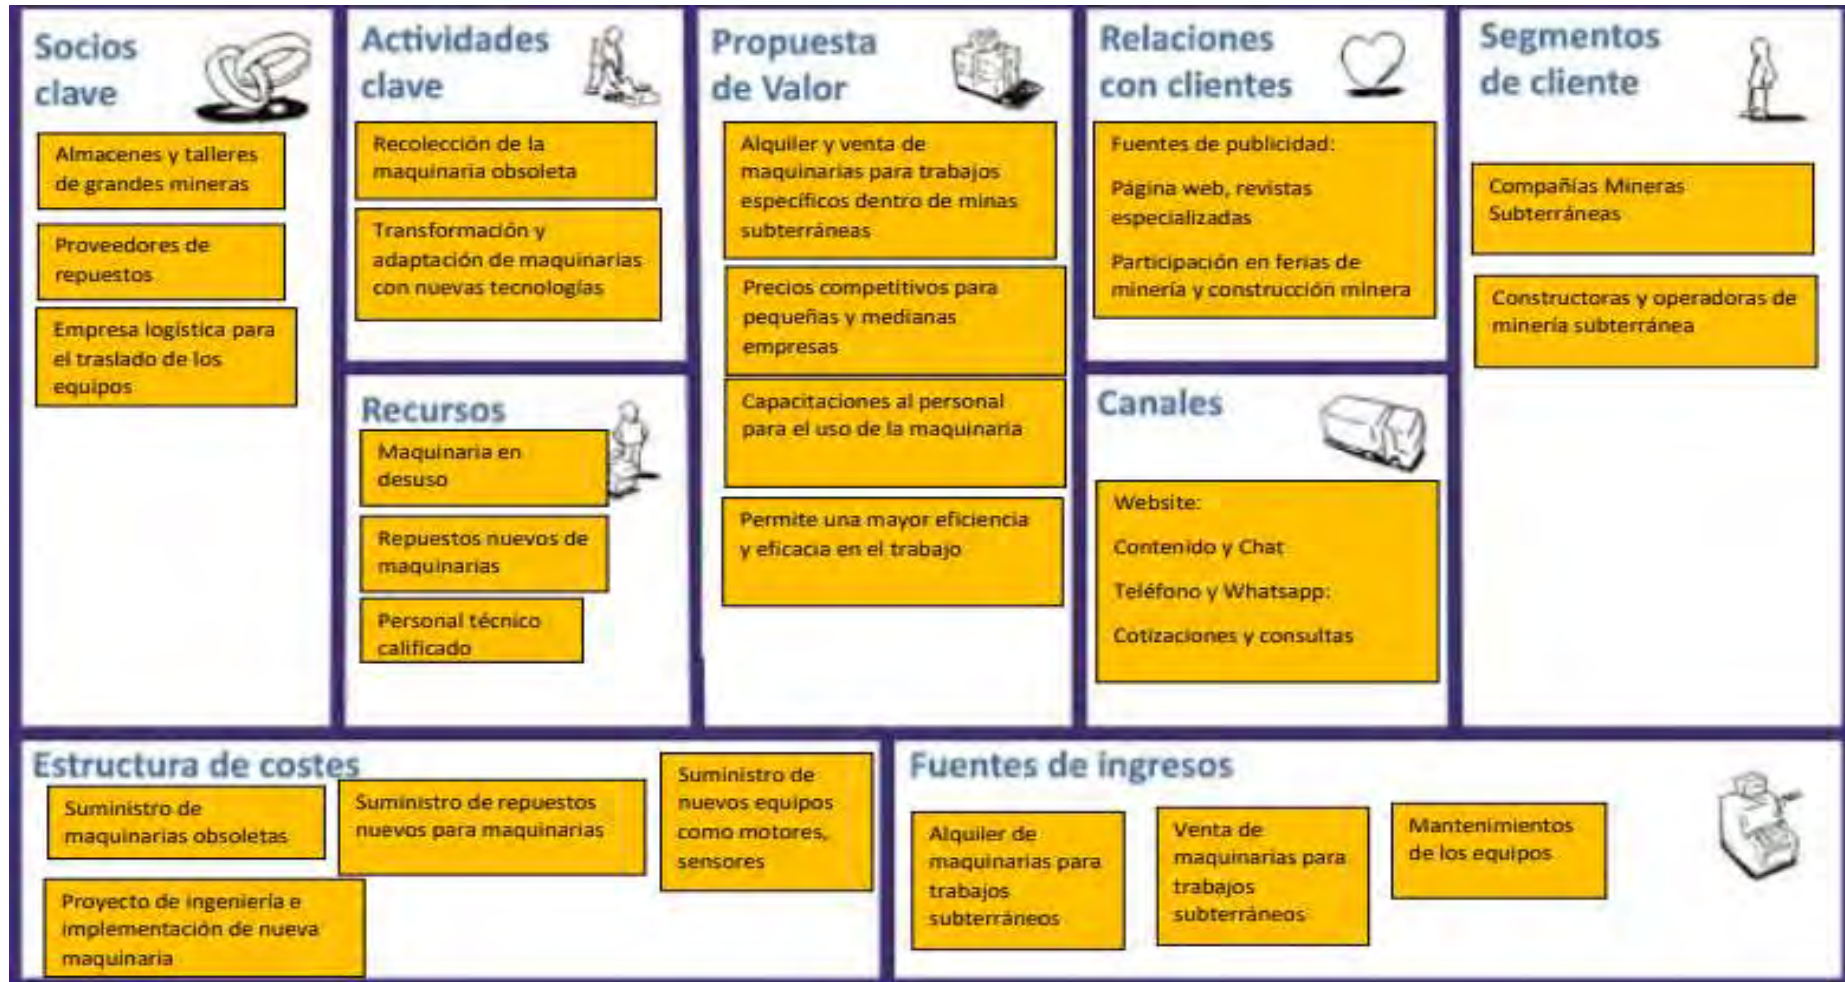 Socios
clave
Almacenes y talleres
de grandes mineras
Proveedores de
repuestos
Empresa logística para
el traslado de los
equipos
Actividades
clave
Recolección de la
maquinaria obsoleta
Transformación y
adaptación de maquinarias
con nuevas tecnologías
Recursos
Maquinaria en
desuso
Repuestos nuevos de
maquinarias
Personal técnico
calificado
Propuesta
de Valor
Alquiler y venta de
maquinarias para trabajos
específicos dentro de minas
subterráneas
Precios competitivos para
pequeñas y medianas
empresas
Capacitaciones al personal
para el uso de la maquinaria
Permite una mayor eficiencia
y eficacia en el trabajo
Relaciones
con clientes
Fuentes de publicidad:
Página web, revistas
especializadas
Participación en ferias de
minería y construcción minera
Canales
Website:
Contenido y Chat
Teléfono y Whatsapp:
Cotizaciones y consultas
Segmentos
de cliente
Compañías Mineras
Subterráneas
Constructoras y operadoras de
minería subterránea
Estructura de costes
Suministro de
maquinarias obsoletas
Suministro de repuestos
nuevos para maquinarias
Suministro de
nuevos equipos
como motores,
sensores
Proyecto de ingeniería e
implementación de nueva
maquinaria
Fuentes de ingresos
Alquiler de
maquinarias para
trabajos
subterráneos
Venta de
maquinarias para
trabajos
subterráneos
Mantenimientos
de los equipos